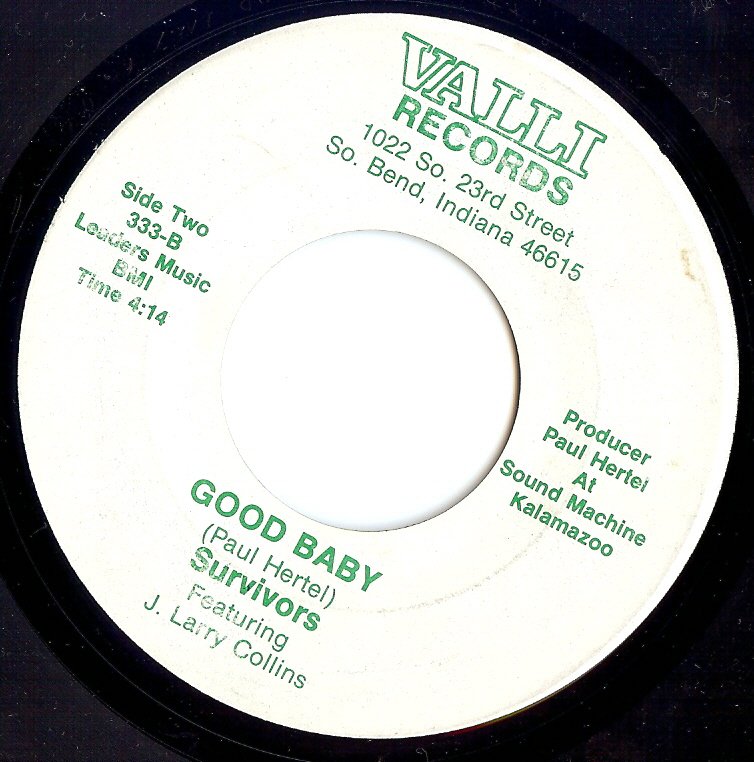 VALLI
RECORDS
1022 So. 23rd Street
So. Bend, Indiana 46615
Side Two
333-B
Leaders Music
BMI
Time 4:14
Producer
Paul Hertel
At
Sound Machine
Kalamazoo
GOOD BABY
(Paul Hertel)
Survivors
Featuring
J. Larry Collins